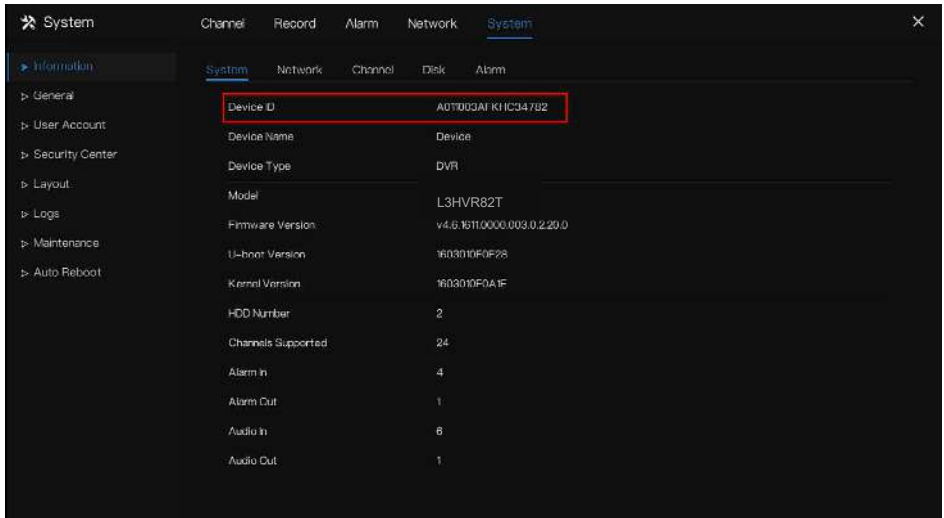 System Channel Record Alarm Network System
Information
System Network Channel Disk Alarm
General
User Account
Security Center
Layout
Logs
Maintenance
Auto Reboot
Device ID
Device Name Device
Device Type DVR
Model L3HVR82T
Firmware Version v4.6.1611.0000.003.0.2.20.0
U-boot Version
Kernel Version
HDD Number 2
Channels Supported 24
Alarm In 4
Alarm Out 1
Audio In 6
Audio Out 1